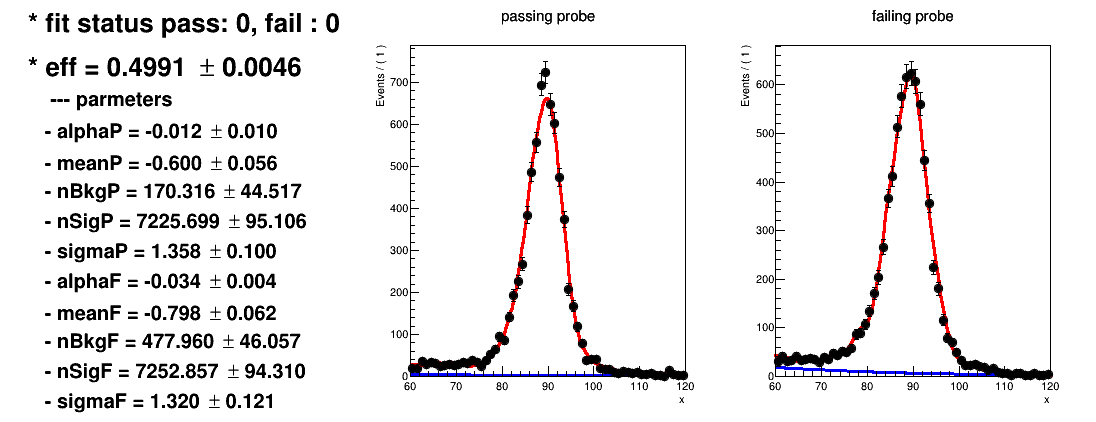 * fit status pass: 0, fail : 0
* eff = 0.4991 ± 0.0046
--- parmeters
- alphaP = -0.012 ± 0.010
- meanP = -0.600 ± 0.056
- nBkgP = 170.316 ± 44.517
- nSigP = 7225.699 ± 95.106
- sigmaP = 1.358 ± 0.100
- alphaF = -0.034 ± 0.004
- meanF = -0.798 ± 0.062
- nBkgF = 477.960 ± 46.057
- nSigF = 7252.857 ± 94.310
- sigmaF = 1.320 ± 0.121
passing probe
Events / ( 1 )
700
600
500
400
300
200
100
0
60 70 80 90 100 110 120
x
failing probe
Events / ( 1 )
600
500
400
300
200
100
0
60 70 80 90 100 110 120
x